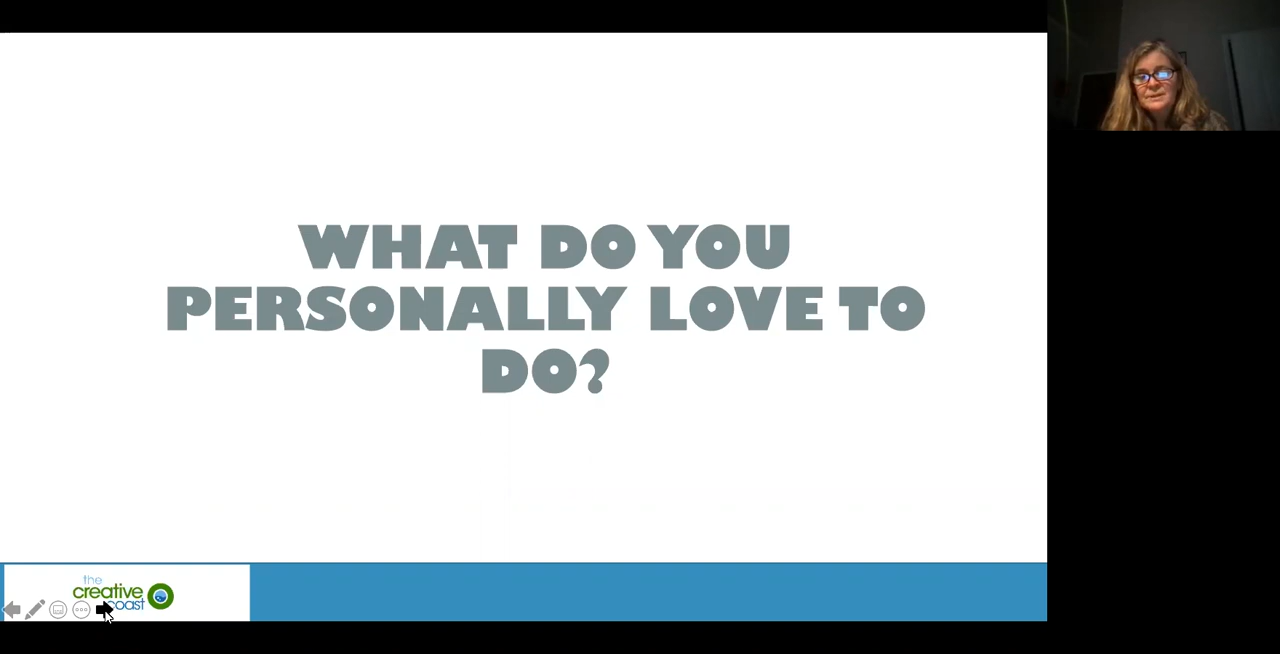 WHAT DO YOU
PERSONALLY LOVE TO
DO?
the
creative
coast